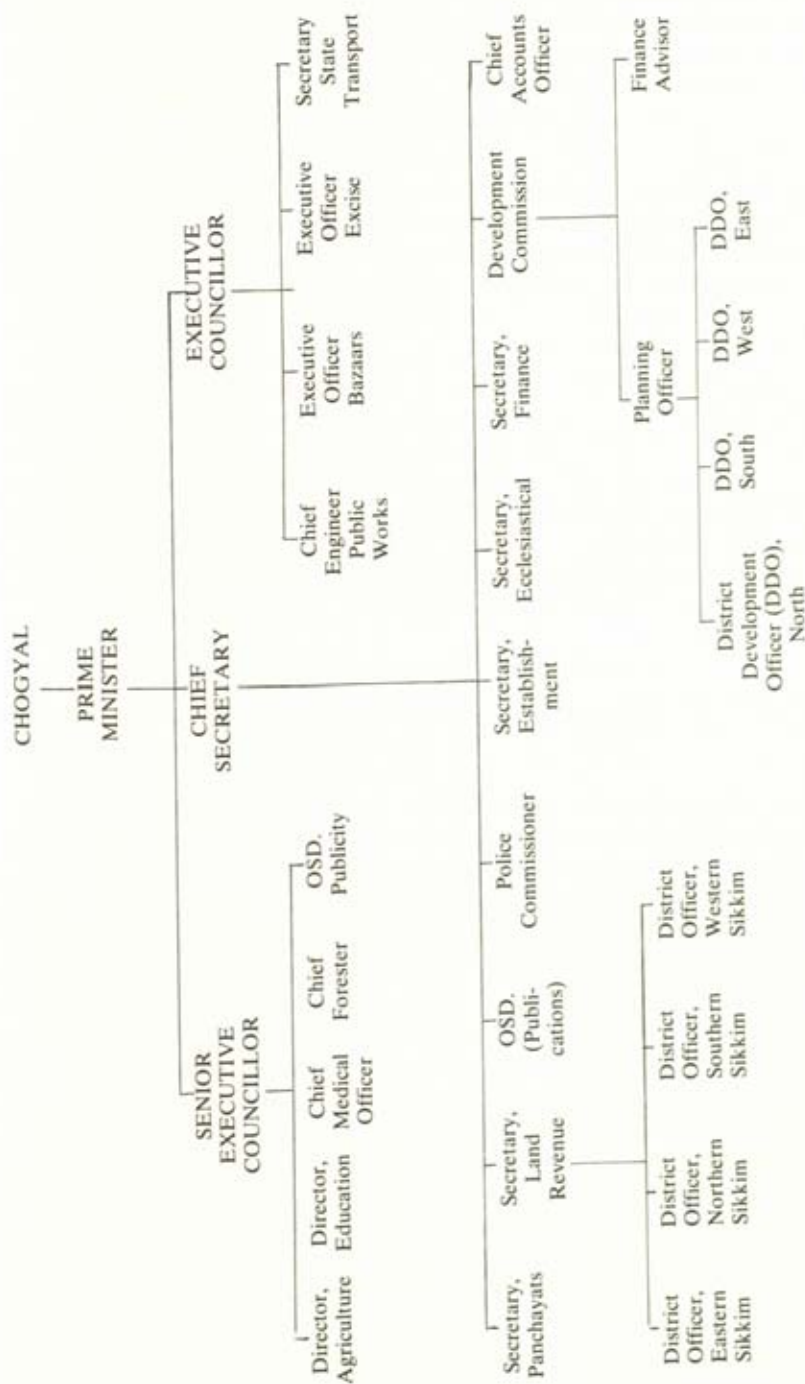 CHOGYAL
PRIME
MINISTER
SENIOR
EXECUTIVE
COUNCILLOR
CHIEF
SECRETARY
EXECUTIVE
COUNCILLOR
Director,
Agriculture
Director,
Education
Chief
Medical
Officer
Chief
Forester
OSD.
Publicity
Chief
Engineer
Public
Works
Executive
Officer
Bazaars
Executive
Officer
Excise
Secretary
State
Transport
Secretary,
Panchayats
Secretary,
Land
Revenue
OSD.
(Publi-
cations)
Police
Commissioner
Secretary,
Establish-
ment
Secretary,
Ecclesiastical
Secretary,
Finance
Development
Commission
Chief
Accounts
Officer
District
Officer,
Eastern
Sikkim
District
Officer,
Northern
Sikkim
District
Officer,
Southern
Sikkim
District
Officer,
Western
Sikkim
Planning
Officer
Finance
Advisor
District
Development
Officer (DDO),
North
DDO,
South
DDO,
West
DDO,
East